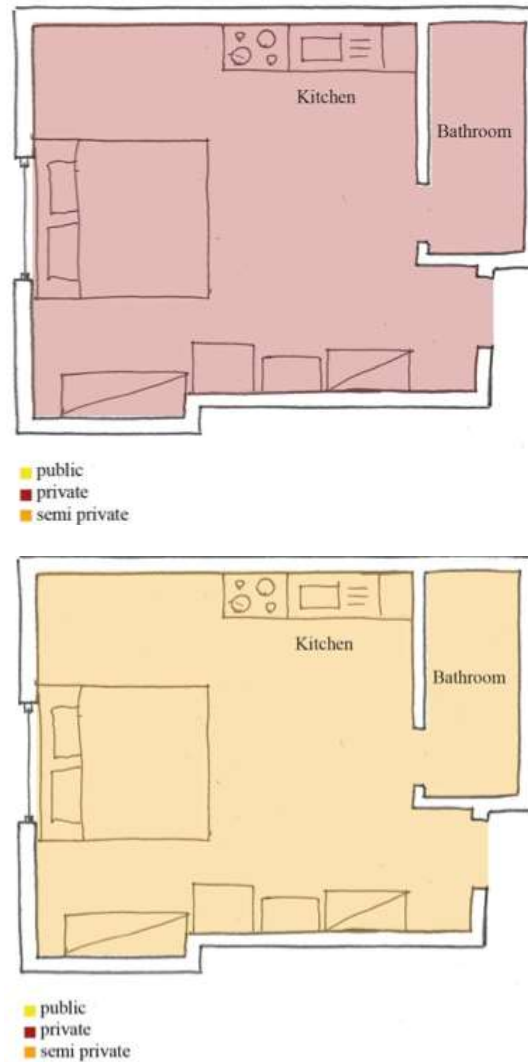 Kitchen
Bathroom
public
private
semi private
Kitchen
Bathroom
public
private
semi private